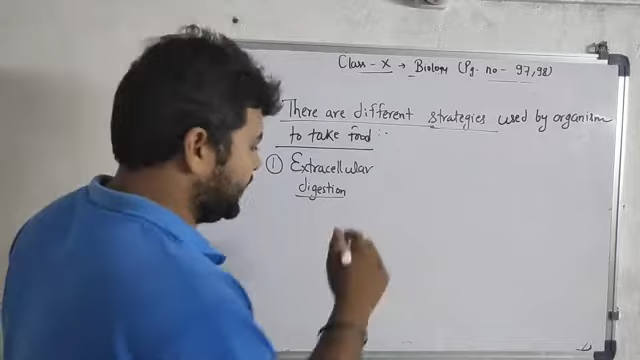 Class - X → Biology (Pg. no - 97,98)
There are different strategies used by organism
to take food :-
① Extracellular
digestion